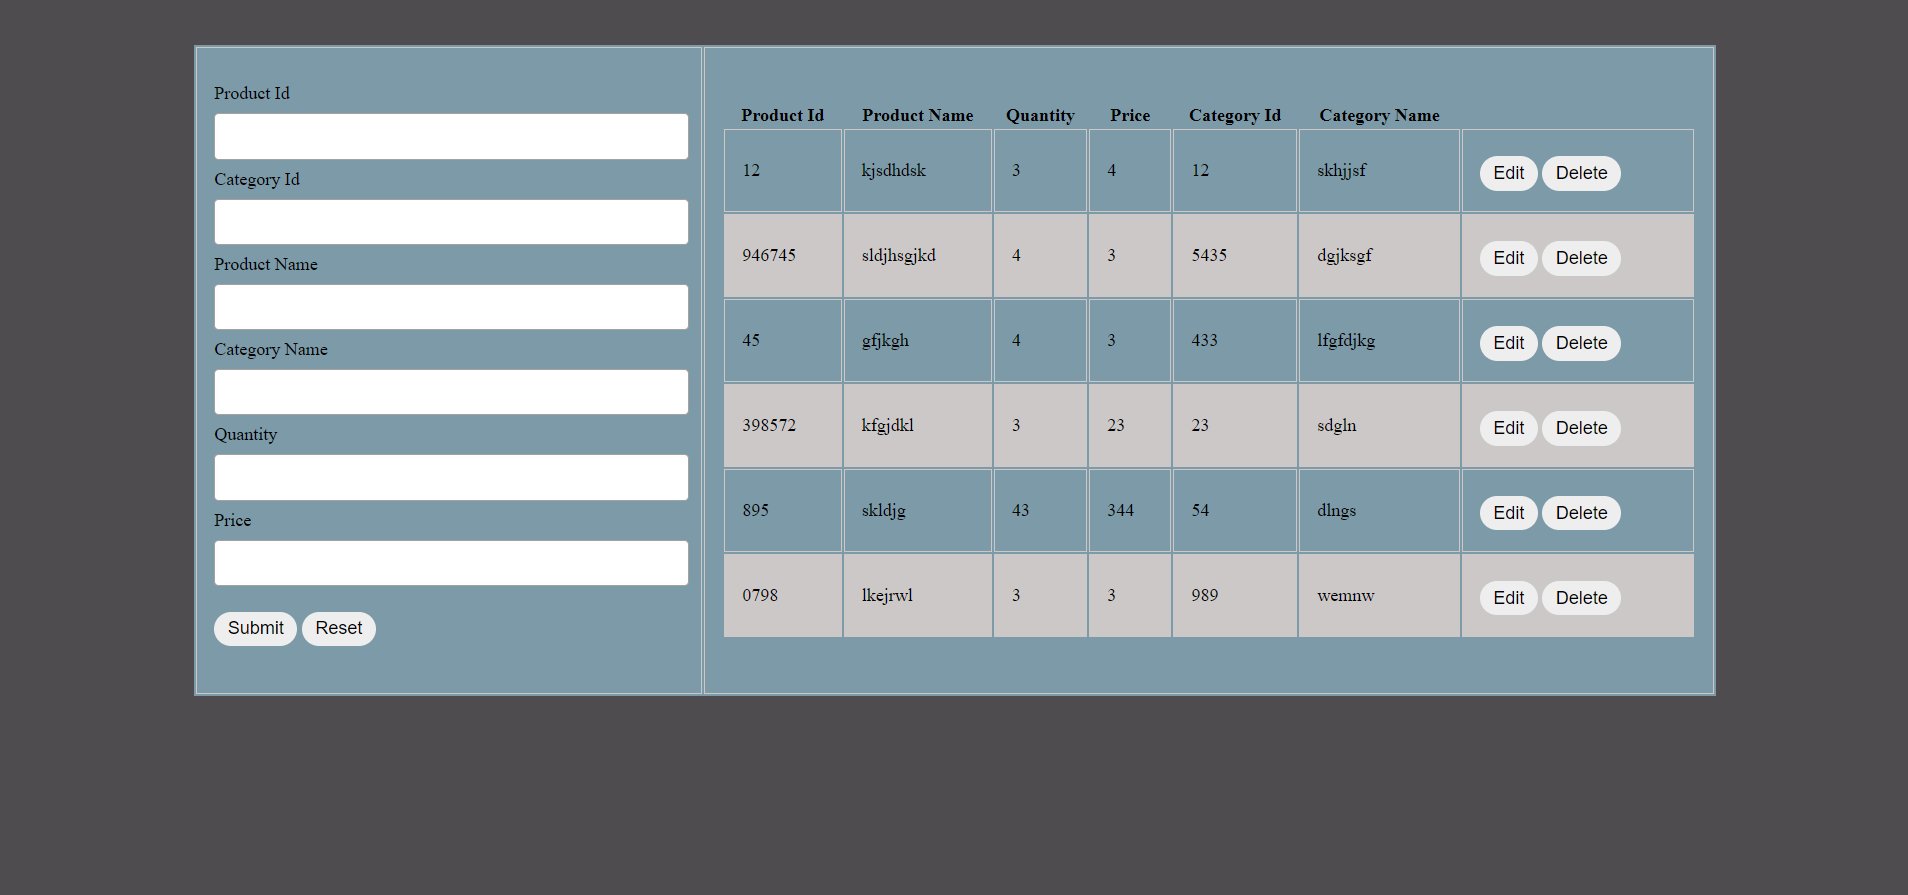 Product Id
Category Id
Product Name
Category Name
Quantity
Price
Submit Reset
Product Id Product Name Quantity Price Category Id Category Name
12 kjsdhdsk 3 4 12 skhjjsf Edit Delete
946745 sldjhsgjkd 4 3 5435 dgjksgf Edit Delete
45 gfjkgh 4 3 433 lfgfdjkg Edit Delete
398572 kfgjdkl 3 23 23 sdgln Edit Delete
895 skldjg 43 344 54 dlngs Edit Delete
0798 lkejrwl 3 3 989 wemnw Edit Delete